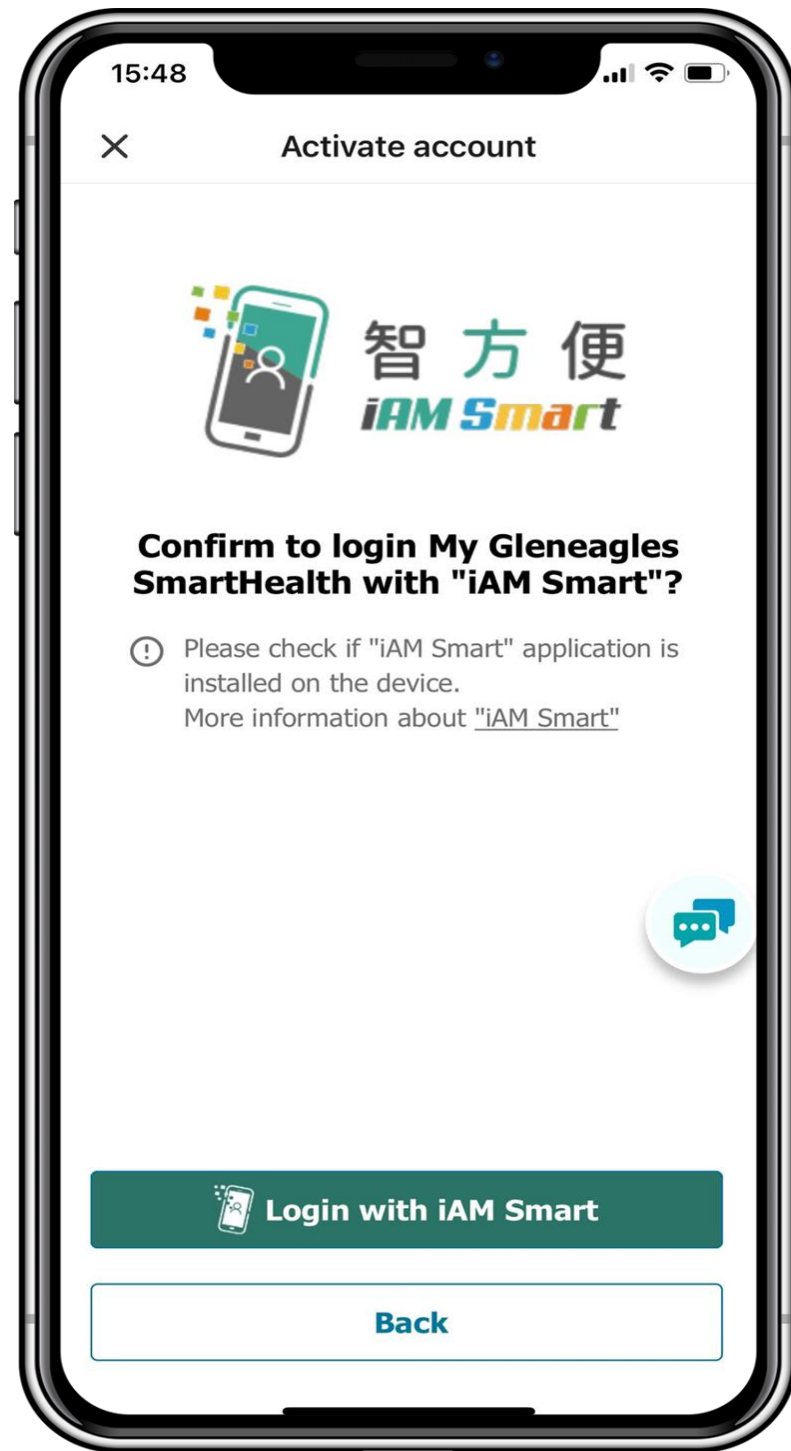 15:48
Activate account
智方便
iAM Smart
Confirm to login My Gleneagles
SmartHealth with "iAM Smart"?
Please check if "iAM Smart" application is
installed on the device.
More information about "iAM Smart"
Login with iAM Smart
Back